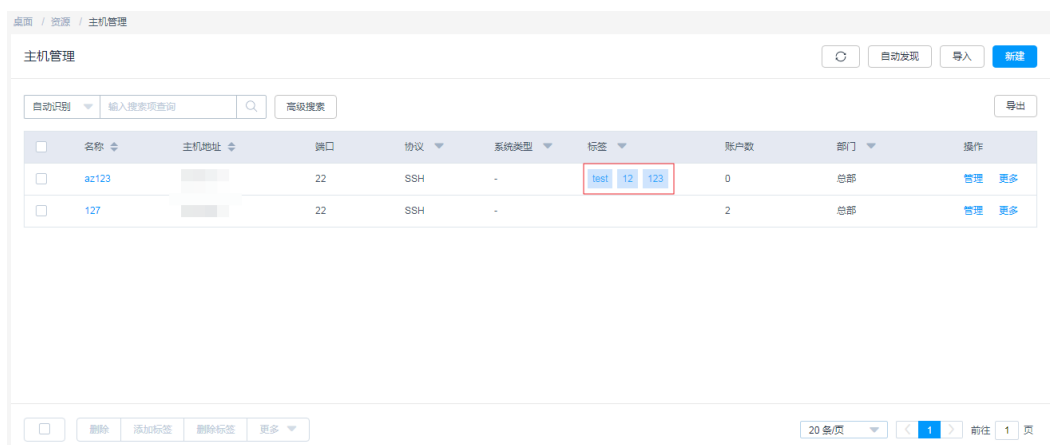 桌面 / 资源 / 主机管理
主机管理 自动发现 导入 新建
自动识别 输入搜索项查询 高级搜索 导出
名称 主机地址 端口 协议 系统类型 标签 账户数 部门 操作
az123 22 SSH - test 12 123 0 总部 管理 更多
127 22 SSH - 2 总部 管理 更多
删除 添加标签 删除标签 更多 20 条/页 1 前往 1 页